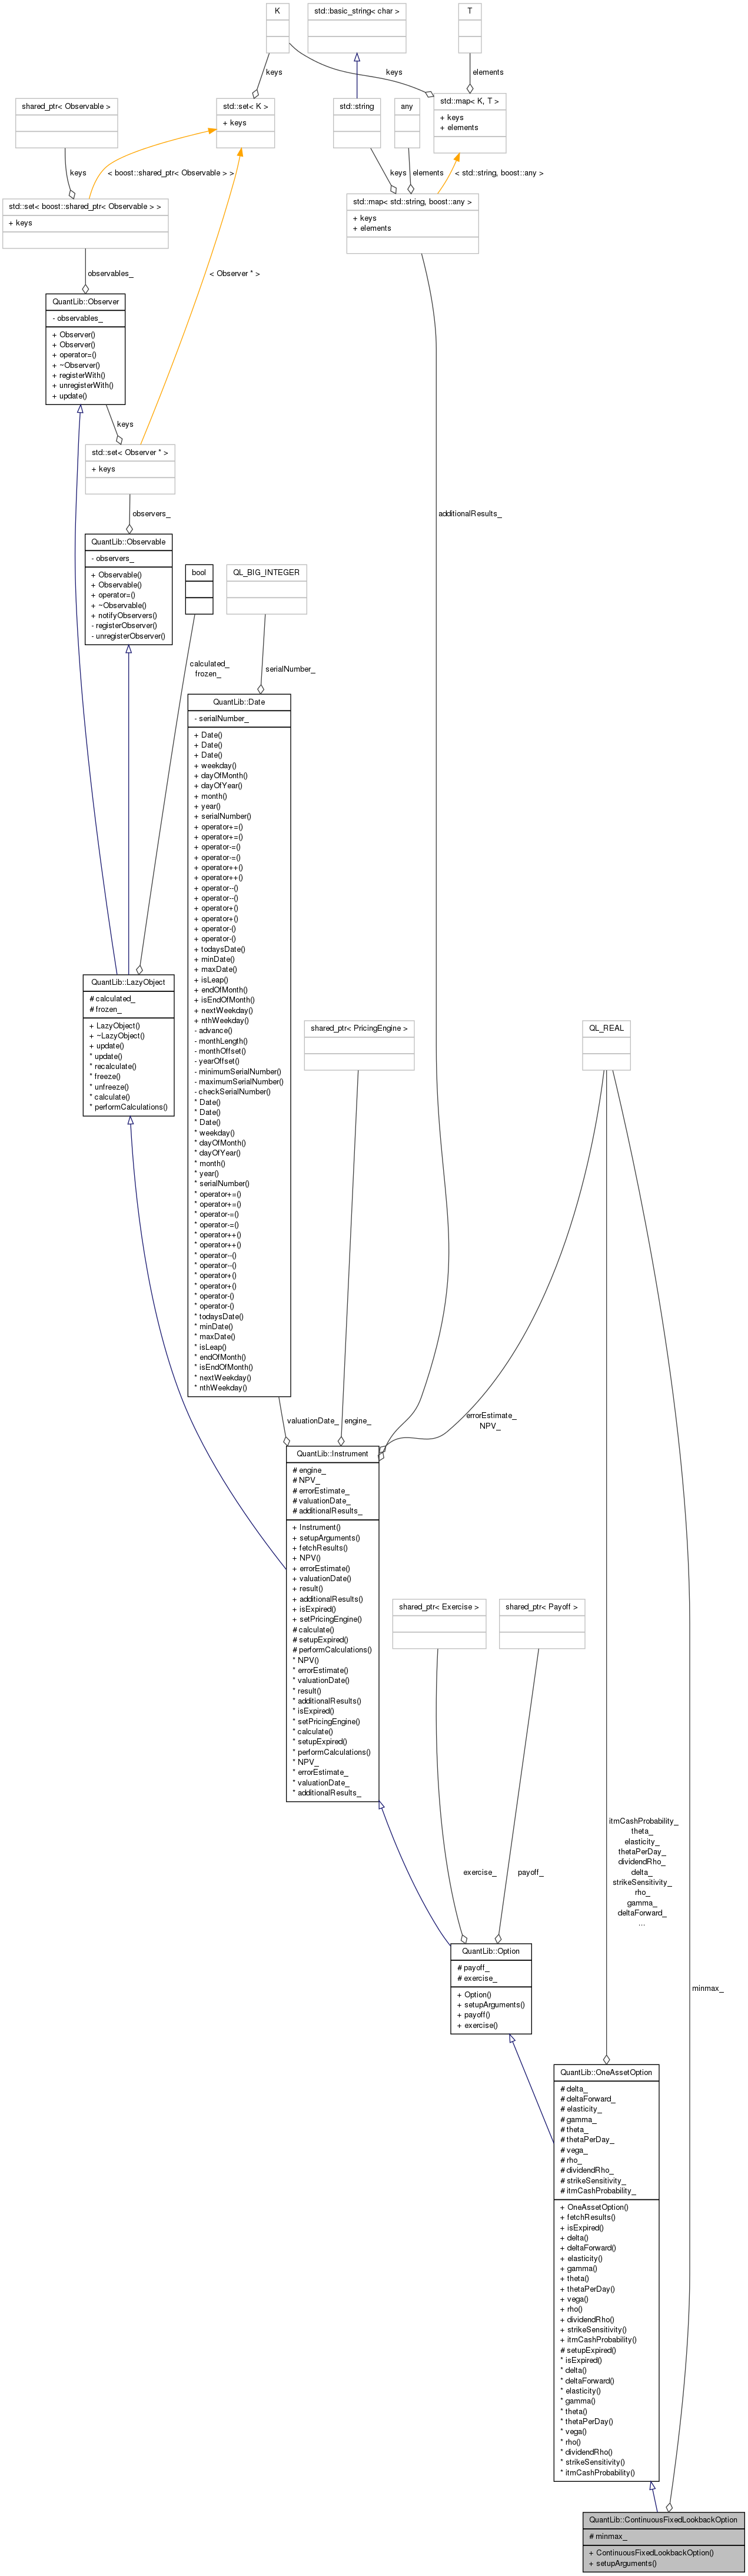 K
std::basic_string< char >
T
keys
keys
elements
shared_ptr< Observable >
std::set< K >
+ keys
std::string
any
std::map< K, T >
+ keys
+ elements
keys
< boost::shared_ptr< Observable > >
keys
elements
< std::string, boost::any >
std::set< boost::shared_ptr< Observable > >
+ keys
std::map< std::string, boost::any >
+ keys
+ elements
observables_
< Observer * >
QuantLib::Observer
- observables_
+ Observer()
+ Observer()
+ operator=()
+ ~Observer()
+ registerWith()
+ unregisterWith()
+ update()
keys
std::set< Observer * >
+ keys
observers_
additionalResults_
QuantLib::Observable
- observers_
+ Observable()
+ Observable()
+ operator=()
+ ~Observable()
+ notifyObservers()
- registerObserver()
- unregisterObserver()
bool
QL_BIG_INTEGER
calculated_
frozen_
serialNumber_
QuantLib::Date
- serialNumber_
+ Date()
+ Date()
+ Date()
+ weekday()
+ dayOfMonth()
+ dayOfYear()
+ month()
+ year()
+ serialNumber()
+ operator+=()
+ operator+=()
+ operator-=()
+ operator-=()
+ operator++()
+ operator++()
+ operator--()
+ operator--()
+ operator+()
+ operator+()
+ operator-()
+ operator-()
+ todaysDate()
+ minDate()
+ maxDate()
+ isLeap()
+ endOfMonth()
+ isEndOfMonth()
+ nextWeekday()
+ nthWeekday()
- advance()
- monthLength()
- monthOffset()
- yearOffset()
- minimumSerialNumber()
- maximumSerialNumber()
- checkSerialNumber()
* Date()
* Date()
* Date()
* weekday()
* dayOfMonth()
* dayOfYear()
* month()
* year()
* serialNumber()
* operator+=()
* operator+=()
* operator-=()
* operator-=()
* operator++()
* operator++()
* operator--()
* operator--()
* operator+()
* operator+()
* operator-()
* operator-()
* todaysDate()
* minDate()
* maxDate()
* isLeap()
* endOfMonth()
* isEndOfMonth()
* nextWeekday()
* nthWeekday()
QuantLib::LazyObject
# calculated_
# frozen_
+ LazyObject()
+ ~LazyObject()
+ update()
* update()
* recalculate()
* freeze()
* unfreeze()
* calculate()
* performCalculations()
shared_ptr< PricingEngine >
QL_REAL
valuationDate_
engine_
errorEstimate_
NPV_
QuantLib::Instrument
# engine_
# NPV_
# errorEstimate_
# valuationDate_
# additionalResults_
+ Instrument()
+ setupArguments()
+ fetchResults()
+ NPV()
+ errorEstimate()
+ valuationDate()
+ result()
+ additionalResults()
+ isExpired()
+ setPricingEngine()
# calculate()
# setupExpired()
# performCalculations()
* NPV()
* errorEstimate()
* valuationDate()
* result()
* additionalResults()
* isExpired()
* setPricingEngine()
* calculate()
* setupExpired()
* performCalculations()
* NPV_
* errorEstimate_
* valuationDate_
* additionalResults_
shared_ptr< Exercise >
shared_ptr< Payoff >
exercise_
payoff_
itmCashProbability_
theta_
elasticity_
thetaPerDay_
dividendRho_
delta_
strikeSensitivity_
rho_
gamma_
deltaForward_
...
minmax_
QuantLib::Option
# payoff_
# exercise_
+ Option()
+ setupArguments()
+ payoff()
+ exercise()
QuantLib::OneAssetOption
# delta_
# deltaForward_
# elasticity_
# gamma_
# theta_
# thetaPerDay_
# vega_
# rho_
# dividendRho_
# strikeSensitivity_
# itmCashProbability_
+ OneAssetOption()
+ fetchResults()
+ isExpired()
+ delta()
+ deltaForward()
+ elasticity()
+ gamma()
+ theta()
+ thetaPerDay()
+ vega()
+ rho()
+ dividendRho()
+ strikeSensitivity()
+ itmCashProbability()
# setupExpired()
* isExpired()
* delta()
* deltaForward()
* elasticity()
* gamma()
* theta()
* thetaPerDay()
* vega()
* rho()
* dividendRho()
* strikeSensitivity()
* itmCashProbability()
QuantLib::ContinuousFixedLookbackOption
# minmax_
+ ContinuousFixedLookbackOption()
+ setupArguments()